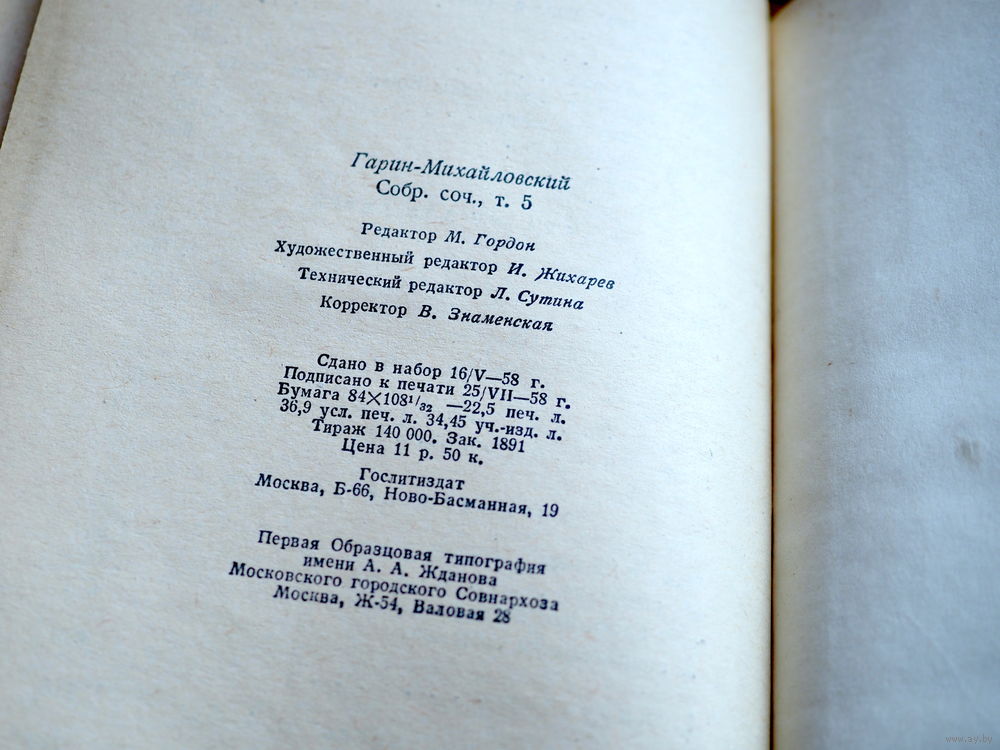 Гарин-Михайловский
Собр. соч., т. 5
Редактор М. Гордон
Художественный редактор И. Жихарев
Технический редактор Л. Сутина
Корректор В. Знаменская
Сдано в набор 16/V—58 г.
Подписано к печати 25/VII—58 г.
Бумага 84×108¹/₃₂ —22,5 печ. л.
36,9 усл. печ. л. 34,45 уч.-изд. л.
Тираж 140 000. Зак. 1891
Цена 11 р. 50 к.
Гослитиздат
Москва, Б-66, Ново-Басманная, 19
Первая Образцовая типография
имени А. А. Жданова
Московского городского Совнархоза
Москва, Ж-54, Валовая 28
www.ay.by